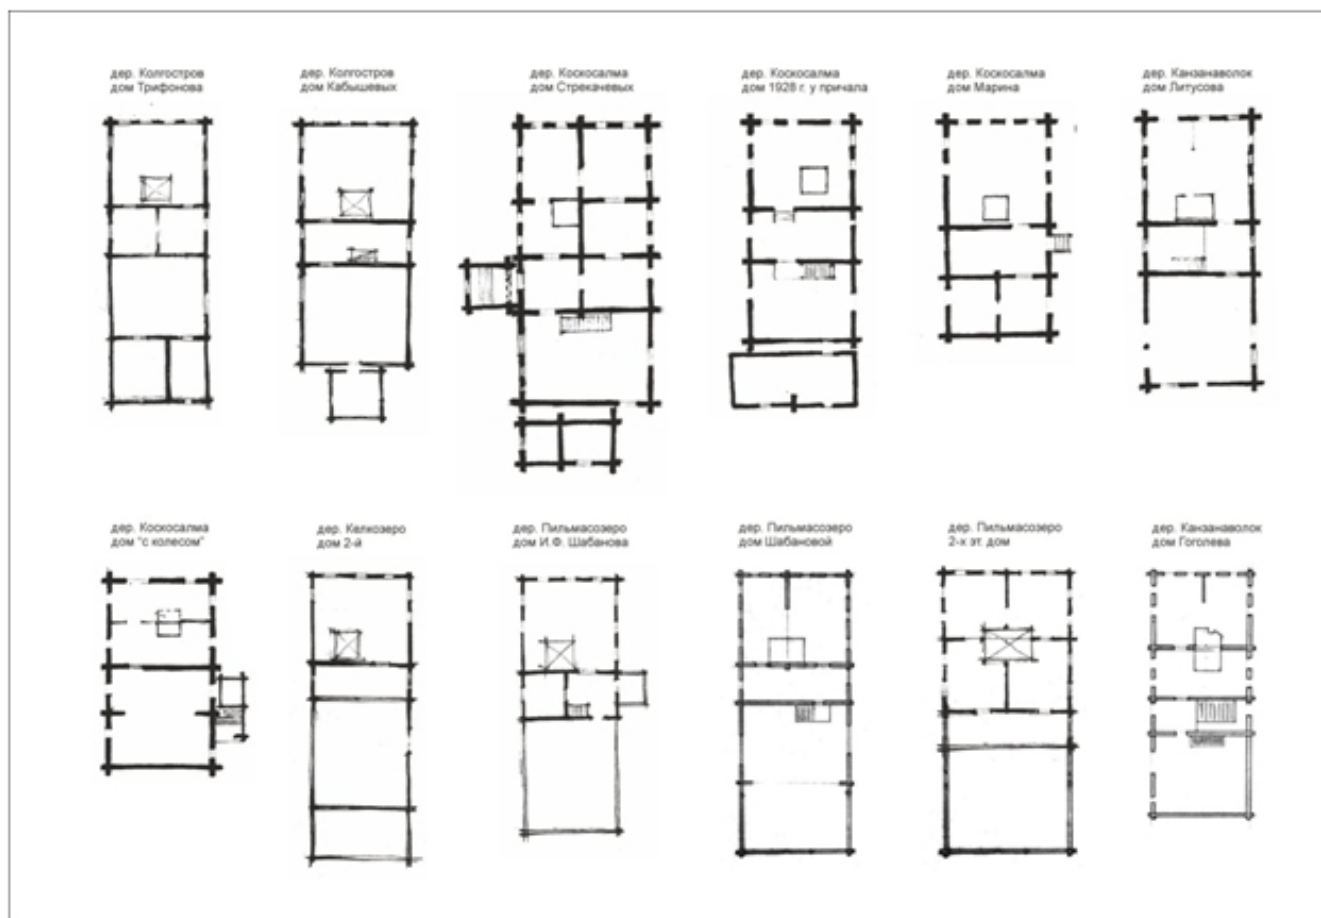 дер. Колгостров
дом Трифонова
дер. Колгостров
дом Кабышевых
дер. Коскосалма
дом Стрекачевых
дер. Коскосалма
дом 1928 г. у причала
дер. Коскосалма
дом Марина
дер. Канзанаволок
дом Литусова
дер. Коскосалма
дом "с колесом"
дер. Келкозеро
дом 2-й
дер. Пильмасозеро
дом И.Ф. Шабанова
дер. Пильмасозеро
дом Шабановой
дер. Пильмасозеро
2-х эт. дом
дер. Канзанаволок
дом Гоголева